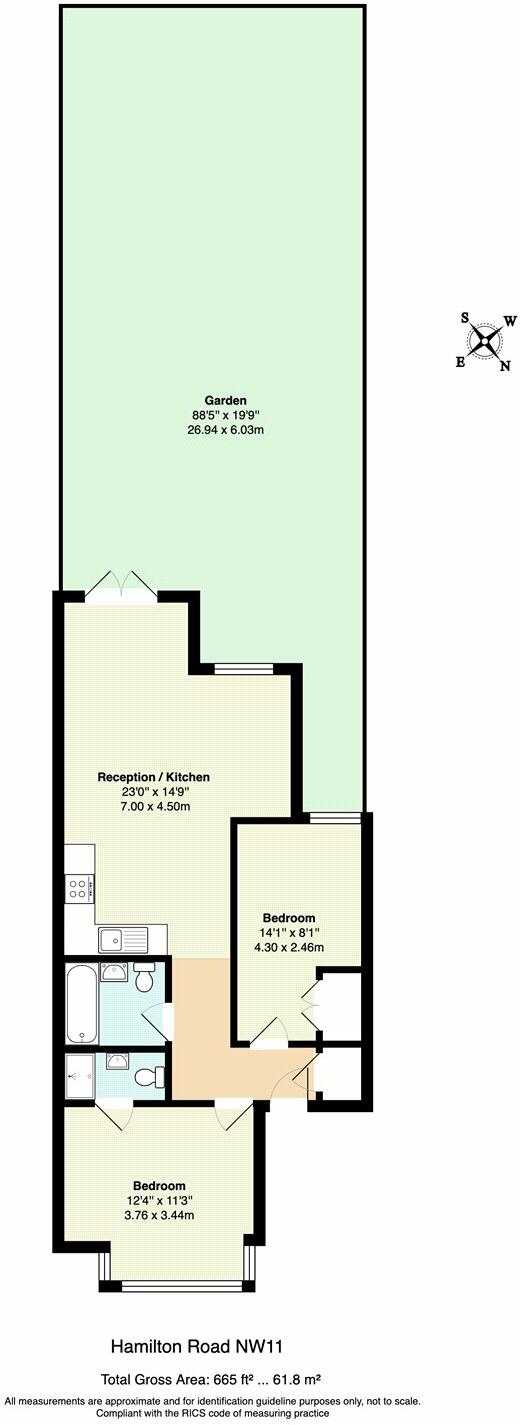 S W
E N
Garden
88'5" x 19'9"
26.94 x 6.03m
Reception / Kitchen
23'0" x 14'9"
7.00 x 4.50m
Bedroom
14'1" x 8'1"
4.30 x 2.46m
Bedroom
12'4" x 11'3"
3.76 x 3.44m
Hamilton Road NW11
Total Gross Area: 665 ft² ... 61.8 m²
All measurements are approximate and for identification guideline purposes only, not to scale.
Compliant with the RICS code of measuring practice